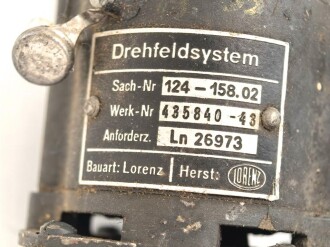 Drehfeldsystem
Sach-Nr 124-158.02
Werk-Nr 435840-43
Anforderz. Ln 26973
Bauart: Lorenz Herst: LORENZ